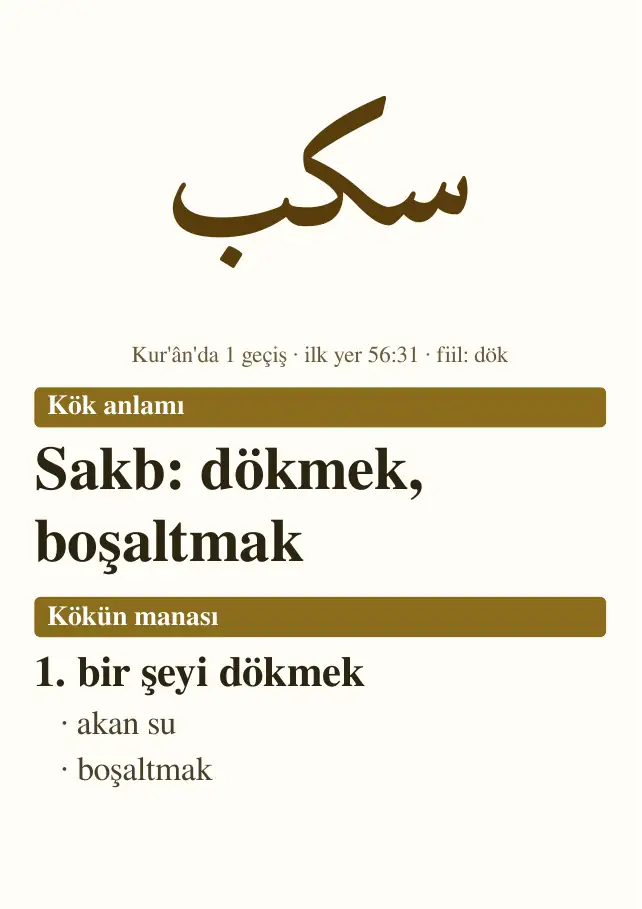 سكب
Kur'ân'da 1 geçiş · ilk yer 56:31 · fiil: dök
Kök anlamı
Sakb: dökmek,
boşaltmak
Kökün manası
1. bir şeyi dökmek
· akan su
· boşaltmak